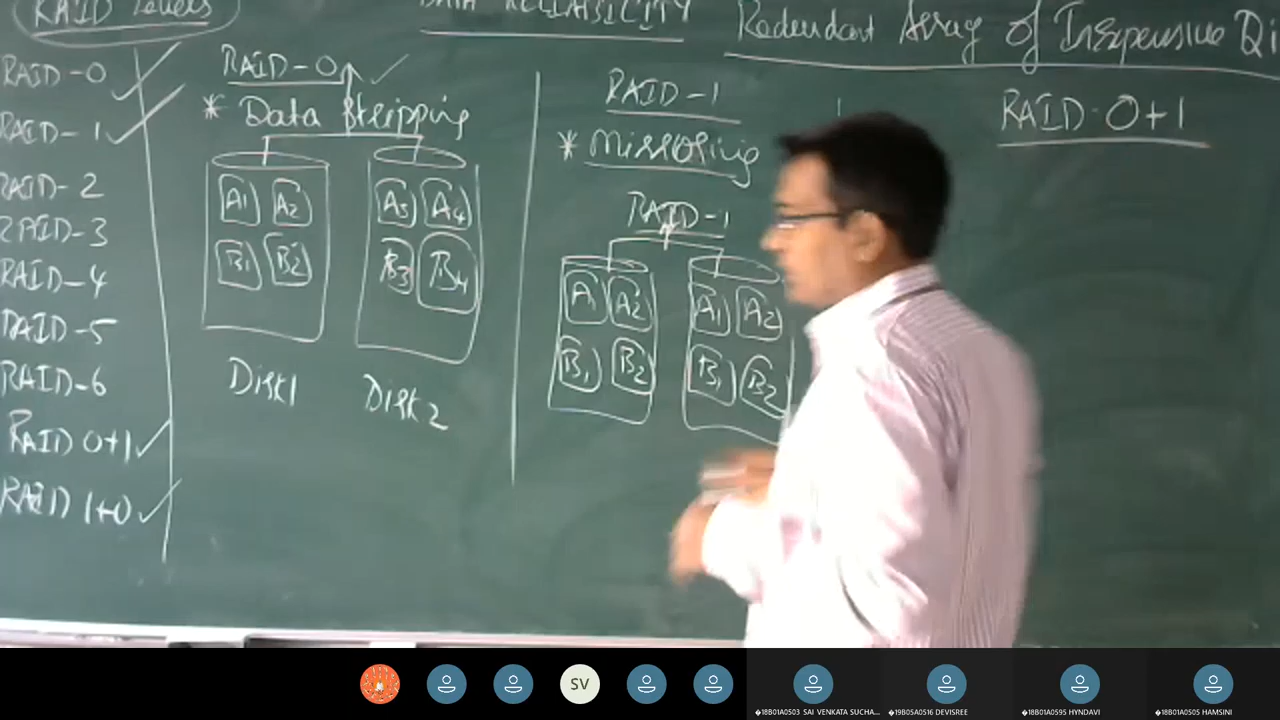 RAID levels
DATA RELIABILITY
Redundant Array of Inexpensive Di
RAID-0
RAID-1
RAID-2
RAID-3
RAID-4
RAID-5
RAID-6
RAID 0+1
RAID 1+0
RAID-0
* Data Stripping
A1 A2
B1 B2
A3 A4
B3 B4
Disk1
Disk2
RAID-1
* Mirroring
RAID-1
A1 A2
B1 B2
A1 A2
B1 B2
RAID-0+1
SV
18B01A0503 SAI VENKATA SUCHA...
19B05A0516 DEVISREE
18B01A0595 HYNDAVI
18B01A0505 HAMSINI